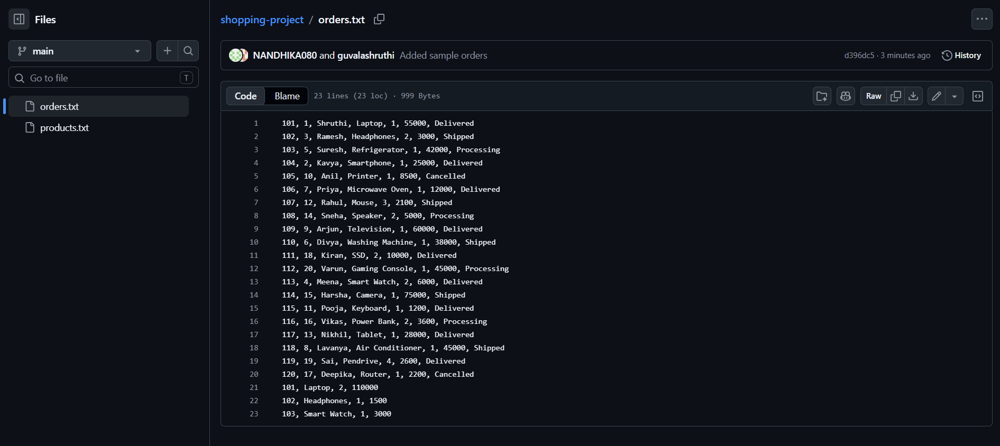 Files
main
Go to file
T
orders.txt
products.txt
shopping-project / orders.txt
NANDHIKA080 and guvalashruthi Added sample orders
d396dc5 · 3 minutes ago
History
Code
Blame
23 lines (23 loc) · 999 Bytes
Raw
1 101, 1, Shruthi, Laptop, 1, 55000, Delivered
2 102, 3, Ramesh, Headphones, 2, 3000, Shipped
3 103, 5, Suresh, Refrigerator, 1, 42000, Processing
4 104, 2, Kavya, Smartphone, 1, 25000, Delivered
5 105, 10, Anil, Printer, 1, 8500, Cancelled
6 106, 7, Priya, Microwave Oven, 1, 12000, Delivered
7 107, 12, Rahul, Mouse, 3, 2100, Shipped
8 108, 14, Sneha, Speaker, 2, 5000, Processing
9 109, 9, Arjun, Television, 1, 60000, Delivered
10 110, 6, Divya, Washing Machine, 1, 38000, Shipped
11 111, 18, Kiran, SSD, 2, 10000, Delivered
12 112, 20, Varun, Gaming Console, 1, 45000, Processing
13 113, 4, Meena, Smart Watch, 2, 6000, Delivered
14 114, 15, Harsha, Camera, 1, 75000, Shipped
15 115, 11, Pooja, Keyboard, 1, 1200, Delivered
16 116, 16, Vikas, Power Bank, 2, 3600, Processing
17 117, 13, Nikhil, Tablet, 1, 28000, Delivered
18 118, 8, Lavanya, Air Conditioner, 1, 45000, Shipped
19 119, 19, Sai, Pendrive, 4, 2600, Delivered
20 120, 17, Deepika, Router, 1, 2200, Cancelled
21 101, Laptop, 2, 110000
22 102, Headphones, 1, 1500
23 103, Smart Watch, 1, 3000